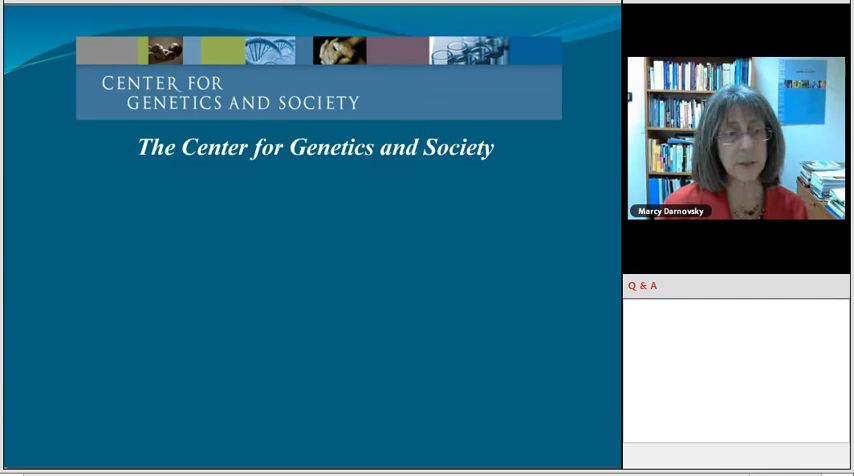 CENTER FOR
GENETICS AND SOCIETY
The Center for Genetics and Society
Marcy Darnovsky
Q & A